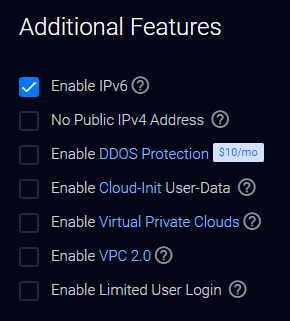 Additional Features
Enable IPv6
No Public IPv4 Address
Enable DDOS Protection $10/mo
Enable Cloud-Init User-Data
Enable Virtual Private Clouds
Enable VPC 2.0
Enable Limited User Login